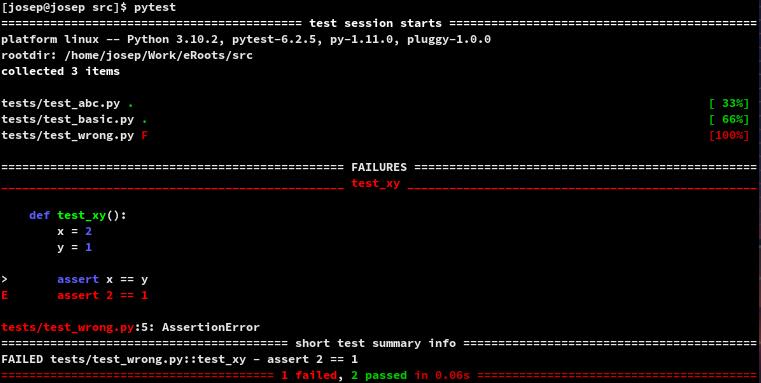 [josep@josep src]$ pytest
======================================= test session starts ========================================
platform linux -- Python 3.10.2, pytest-6.2.5, py-1.11.0, pluggy-1.0.0
rootdir: /home/josep/Work/eRoots/src
collected 3 items
tests/test_abc.py . [ 33%]
tests/test_basic.py . [ 66%]
tests/test_wrong.py F [100%]
============================================= FAILURES =============================================
_____________________________________________ test_xy ______________________________________________
def test_xy():
x = 2
y = 1
> assert x == y
E assert 2 == 1
tests/test_wrong.py:5: AssertionError
===================================== short test summary info ======================================
FAILED tests/test_wrong.py::test_xy - assert 2 == 1
=================================== 1 failed, 2 passed in 0.06s ====================================